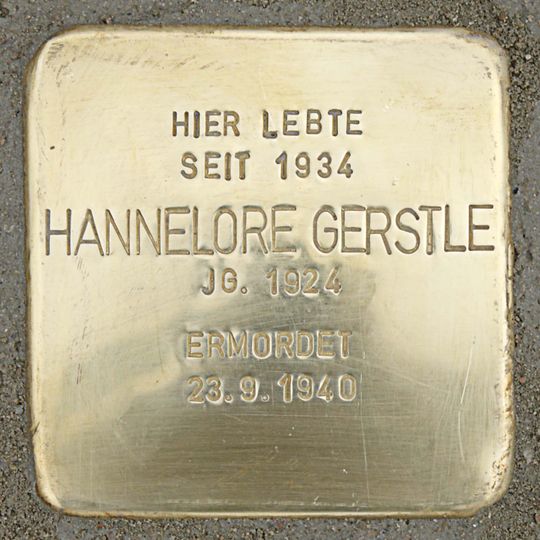 HIER LEBTE
SEIT 1934
HANNELORE GERSTLE
JG. 1924
ERMORDET
23.9.1940